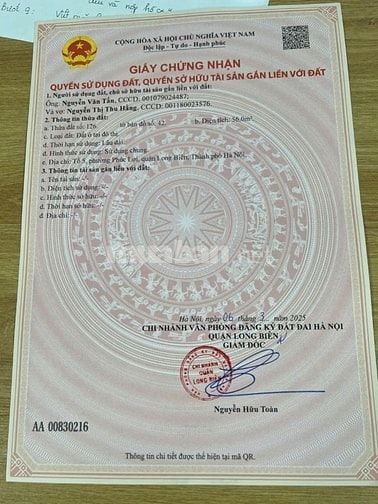 Bước 9:
CỘNG HÒA XÃ HỘI CHỦ NGHĨA VIỆT NAM
Độc lập - Tự do - Hạnh phúc
GIẤY CHỨNG NHẬN
QUYỀN SỬ DỤNG ĐẤT, QUYỀN SỞ HỮU TÀI SẢN GẮN LIỀN VỚI ĐẤT
1. Người sử dụng đất, chủ sở hữu tài sản gắn liền với đất:
Ông: Nguyễn Văn Tấn, CCCD: 001079024487;
Vợ: Nguyễn Thị Thu Hằng, CCCD: 001180023576.
2. Thông tin thửa đất:
a. Thửa đất số: 126. tờ bản đồ số: 42. b. Diện tích: 56.0m².
c. Loại đất: Đất ở tại đô thị.
d. Thời hạn sử dụng: Lâu dài.
đ. Hình thức sử dụng: Sử dụng chung.
e. Địa chỉ: Tổ 5, phường Phúc Lợi, quận Long Biên, Thành phố Hà Nội.
3. Thông tin tài sản gắn liền với đất:
a. Tên tài sản: -/-
b. Diện tích sử dụng: -/-
c. Hình thức sở hữu: -/-
d. Thời hạn sở hữu: -/-
đ. Địa chỉ: -/-
muaban
Hà Nội, ngày 06 tháng 3 năm 2025
CHI NHÁNH VĂN PHÒNG ĐĂNG KÝ ĐẤT ĐAI HÀ NỘI
QUẬN LONG BIÊN
GIÁM ĐỐC
CHI NHÁNH
QUẬN
LONG BIÊN
Nguyễn Hữu Toàn
AA 00830216
Thông tin chi tiết được thể hiện tại mã QR.